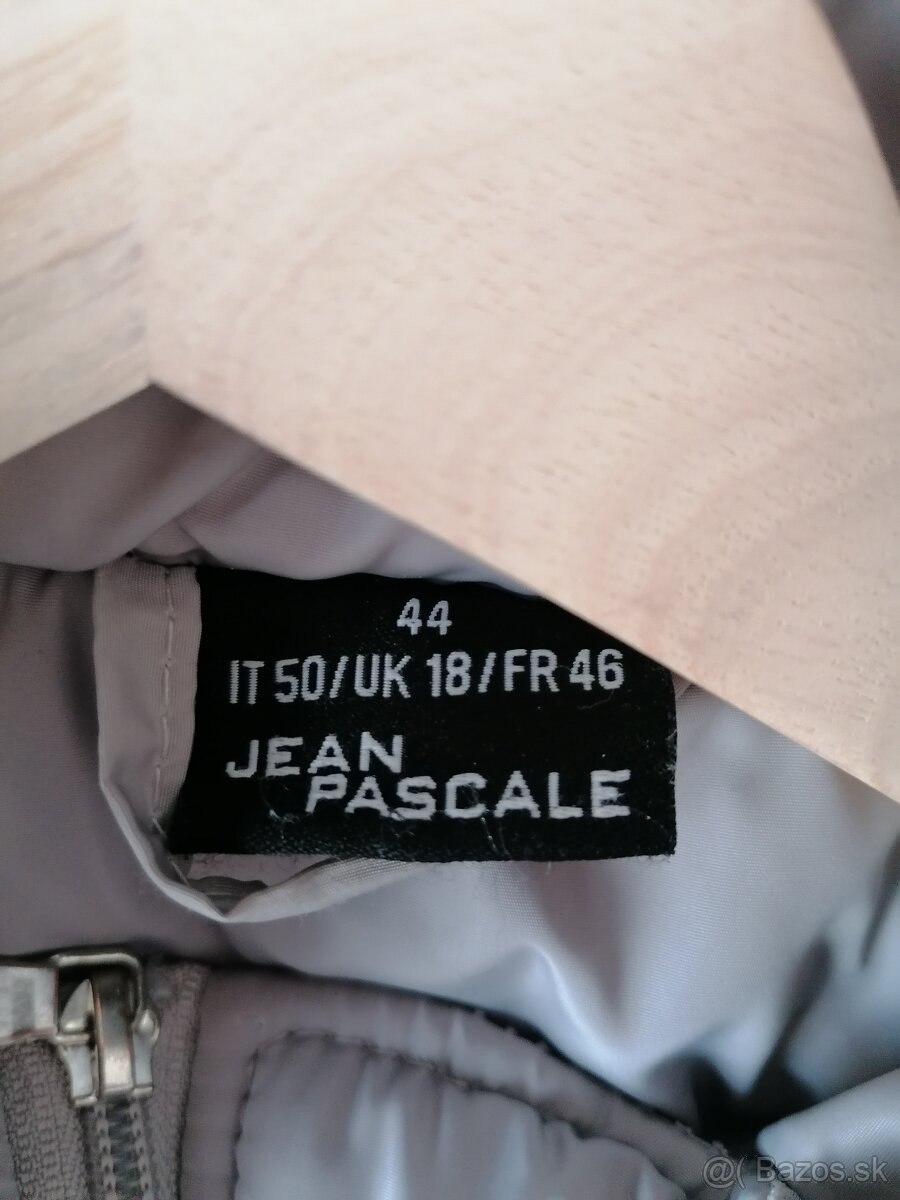 44
IT 50/UK 18/FR 46
JEAN
PASCALE
@( Bazos.sk